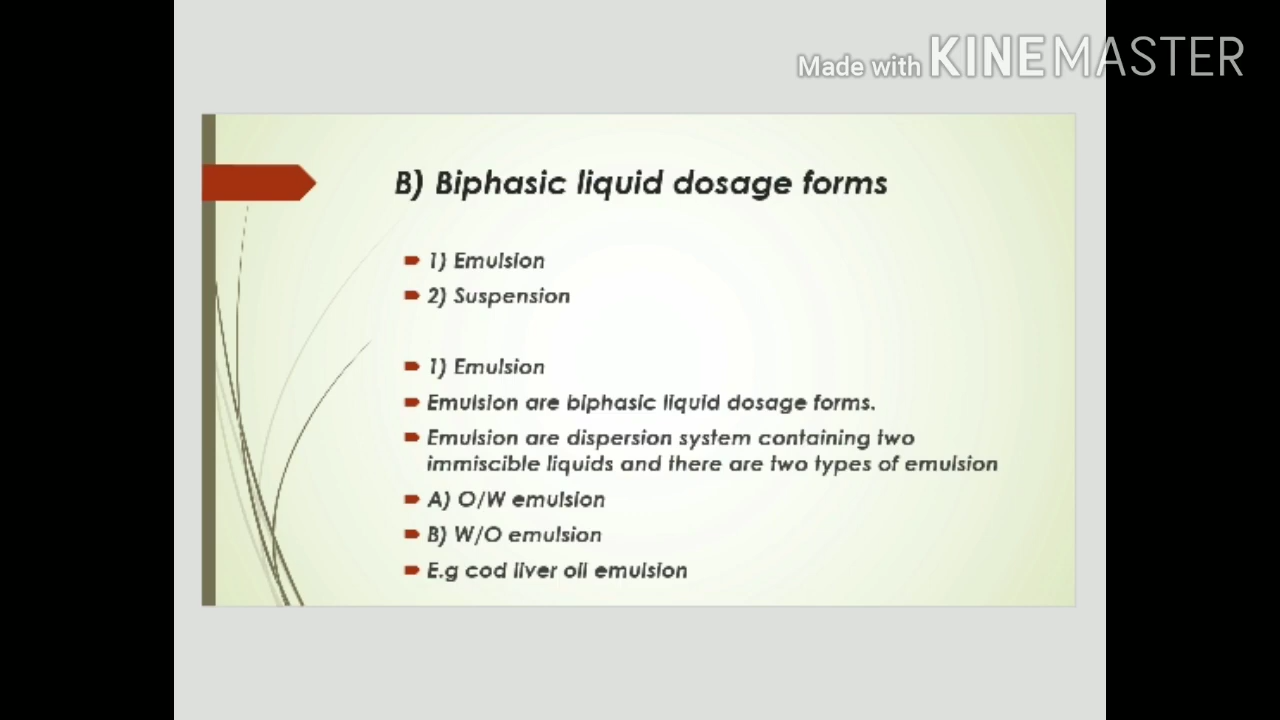 Made with KINEMASTER
B) Biphasic liquid dosage forms
1) Emulsion
2) Suspension
1) Emulsion
Emulsion are biphasic liquid dosage forms.
Emulsion are dispersion system containing two
immiscible liquids and there are two types of emulsion
A) O/W emulsion
B) W/O emulsion
E.g cod liver oil emulsion